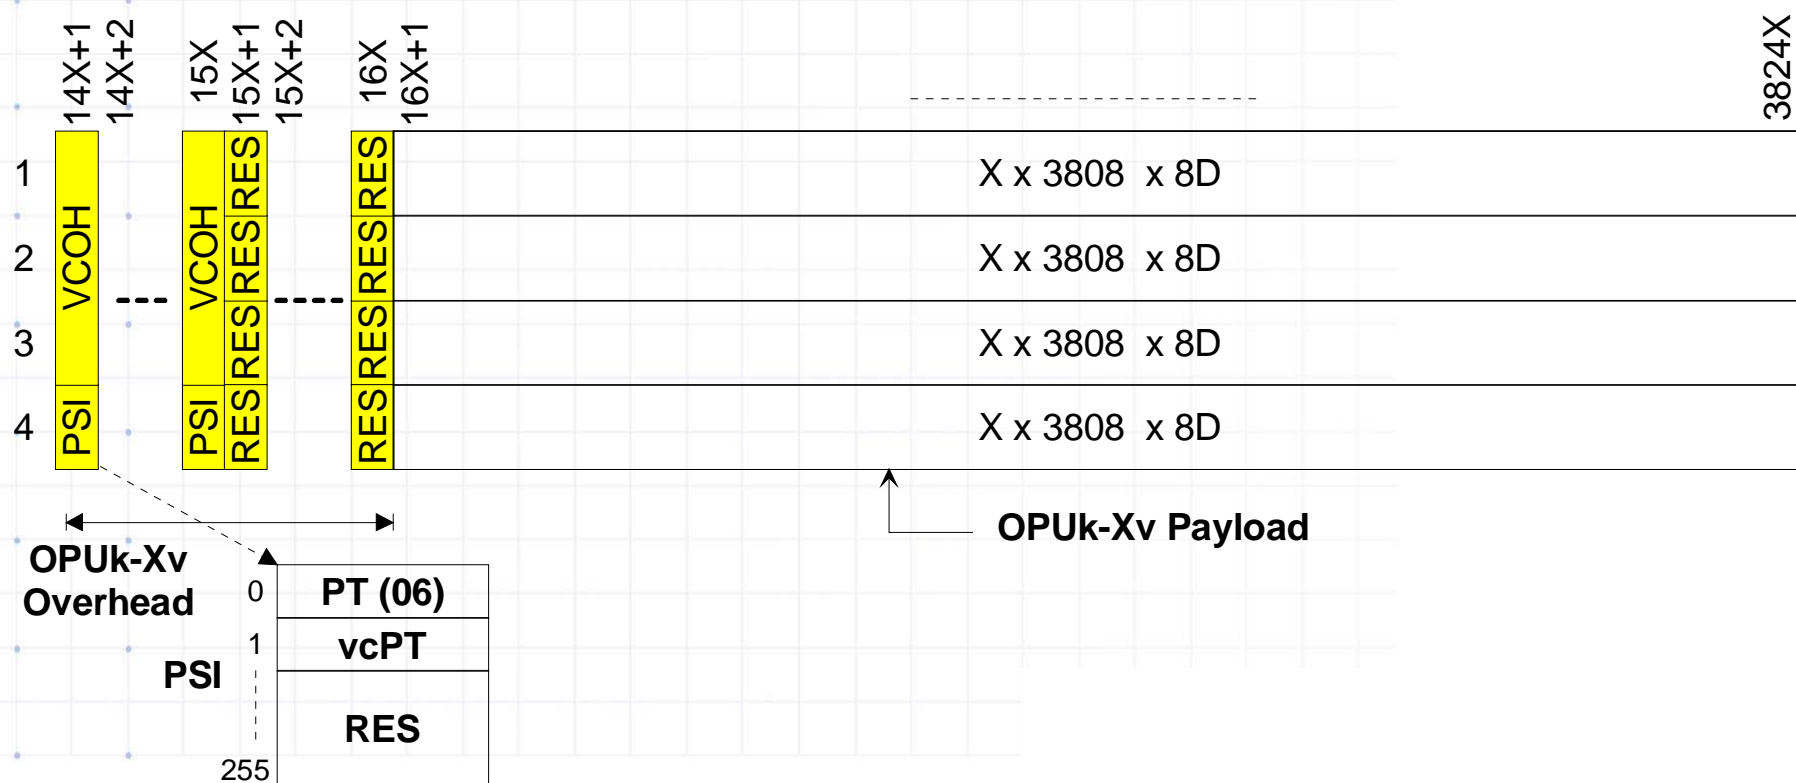 14X+1
14X+2
15X
15X+1
15X+2
16X
16X+1
3824X
1
VCOH
VCOH
RES
RES
X x 3808 x 8D
2
RES
RES
X x 3808 x 8D
3
RES
RES
X x 3808 x 8D
4
PSI
PSI
RES
RES
X x 3808 x 8D
OPUk-Xv Payload
OPUk-Xv
Overhead
0
PT (06)
1
vcPT
PSI
RES
255